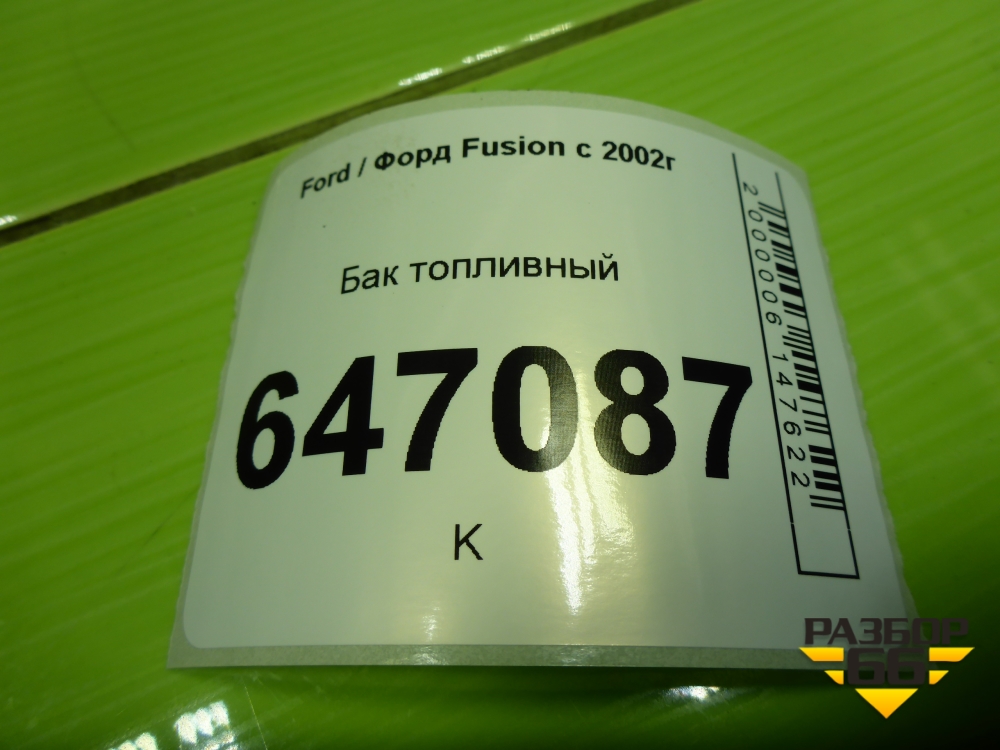 Ford / Форд Fusion с 2002г
Бак топливный
647087
К
2000006147622
РАЗБОР
66